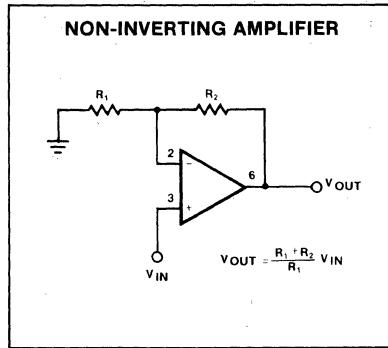 NON-INVERTING AMPLIFIER
R₁
R₂
2
−
6
3
+
VOUT
VIN
VOUT = R₁ + R₂ / R₁ VIN